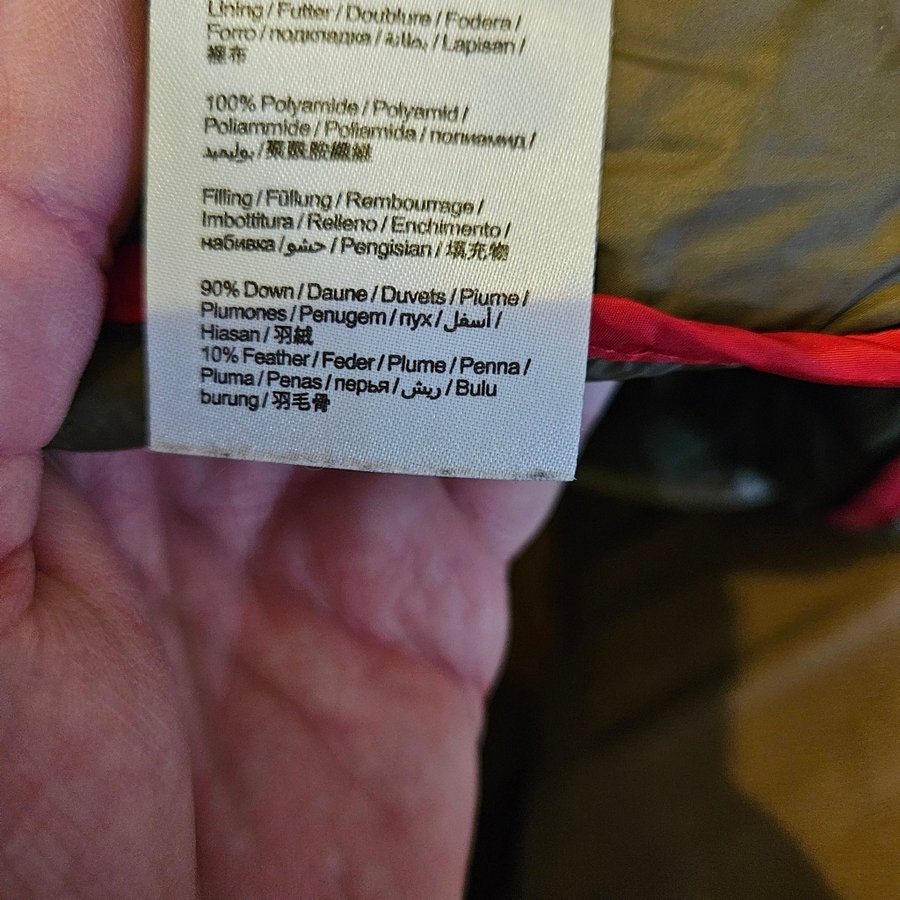 Lining / Futter / Doublure / Fodera /
Forro / подкладка / بطانة / Lapisan /
裡布
100% Polyamide / Polyamid /
Poliammide / Poliamida / полиамид /
بوليميد / 聚醯胺纖維
Filling / Füllung / Rembourrage /
Imbottitura / Relleno / Enchimento /
набивка / حشو / Pengisian / 填充物
90% Down / Daune / Duvets / Piume /
Plumones / Penugem / пух / أسفل /
Hiasan / 羽絨
10% Feather / Feder / Plume / Penna /
Pluma / Penas / перья / ريش / Bulu
burung / 羽毛骨